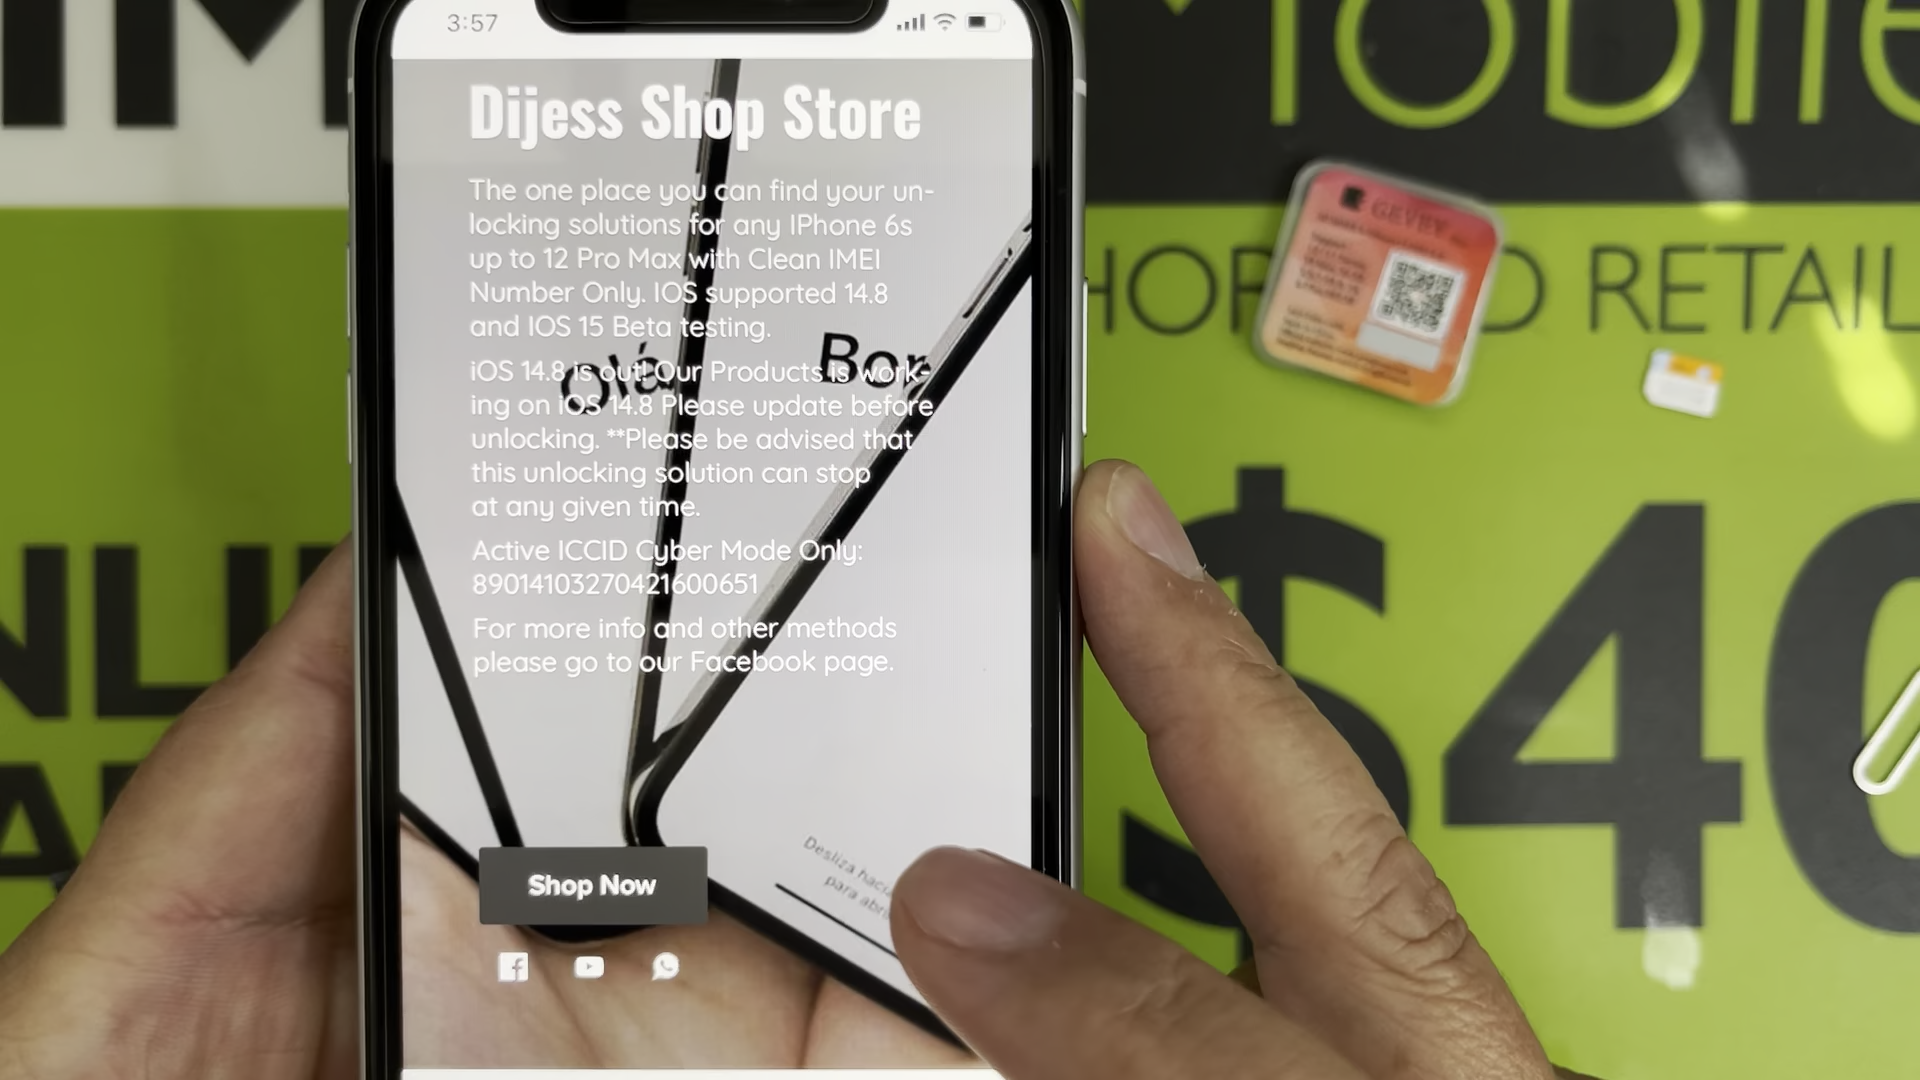 3:57
Dijess Shop Store
The one place you can find your un-
locking solutions for any IPhone 6s
up to 12 Pro Max with Clean IMEI
Number Only. IOS supported 14.8
and IOS 15 Beta testing.
iOS 14.8 is out! Our Products is work-
ing on iOS 14.8 Please update before
unlocking. **Please be advised that
this unlocking solution can stop
at any given time.
Active ICCID Cyber Mode Only:
89014103270421600651
For more info and other methods
please go to our Facebook page.
Olá
Desliza
para
Shop Now
GEVEY
RETAIL
$40